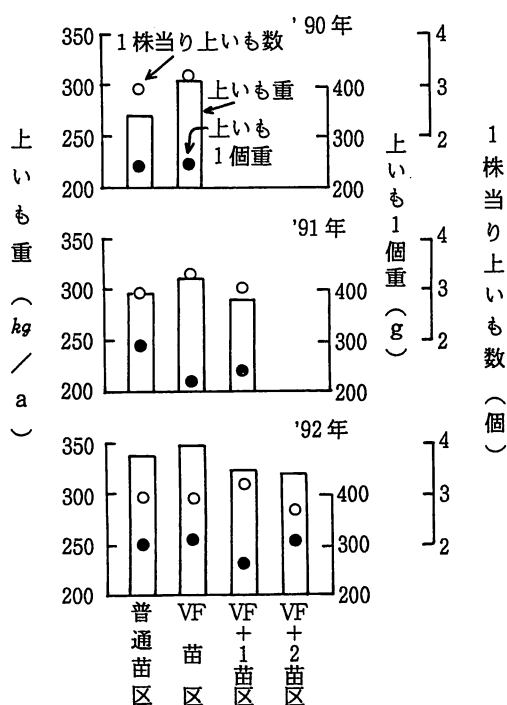 '90年
350
300
250
200
1株当り上いも数
上いも重
上いも
1個重
400
300
200
4
3
2
'91年
350
300
250
200
400
300
200
4
3
2
'92年
350
300
250
200
400
300
200
4
3
2
上いも重(kg/a)
上いも1個重(g)
1株当り上いも数(個)
普通苗区
VF苗区
VF+1苗区
VF+2苗区